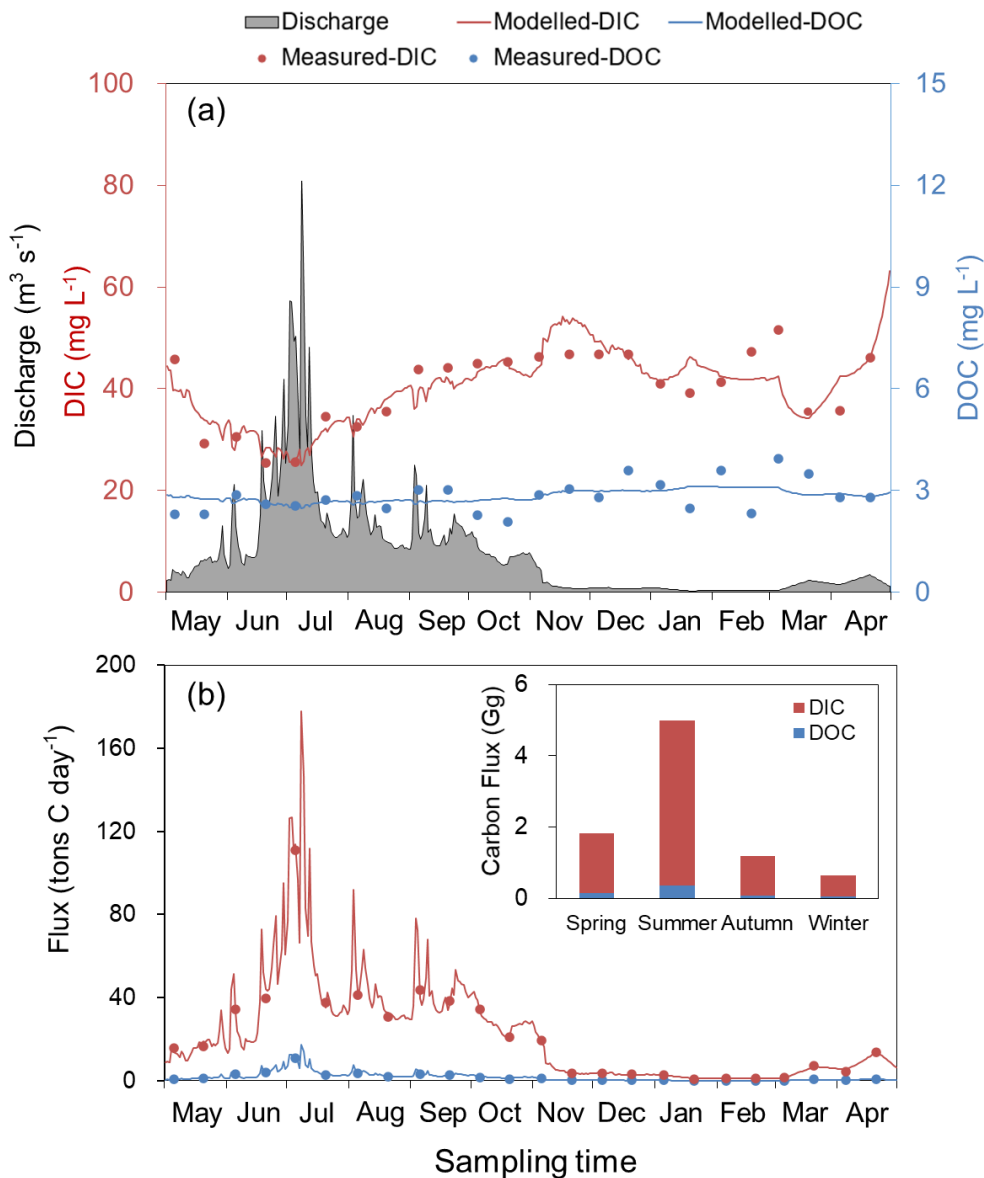 Discharge Modelled-DIC Modelled-DOC
Measured-DIC Measured-DOC
(a)
Discharge (m³ s⁻¹)
DIC (mg L⁻¹)
100
80
60
40
20
0
DOC (mg L⁻¹)
15
12
9
6
3
0
May Jun Jul Aug Sep Oct Nov Dec Jan Feb Mar Apr
(b)
Flux (tons C day⁻¹)
200
160
120
80
40
0
Carbon Flux (Gg)
6
4
2
0
DIC
DOC
Spring Summer Autumn Winter
May Jun Jul Aug Sep Oct Nov Dec Jan Feb Mar Apr
Sampling time